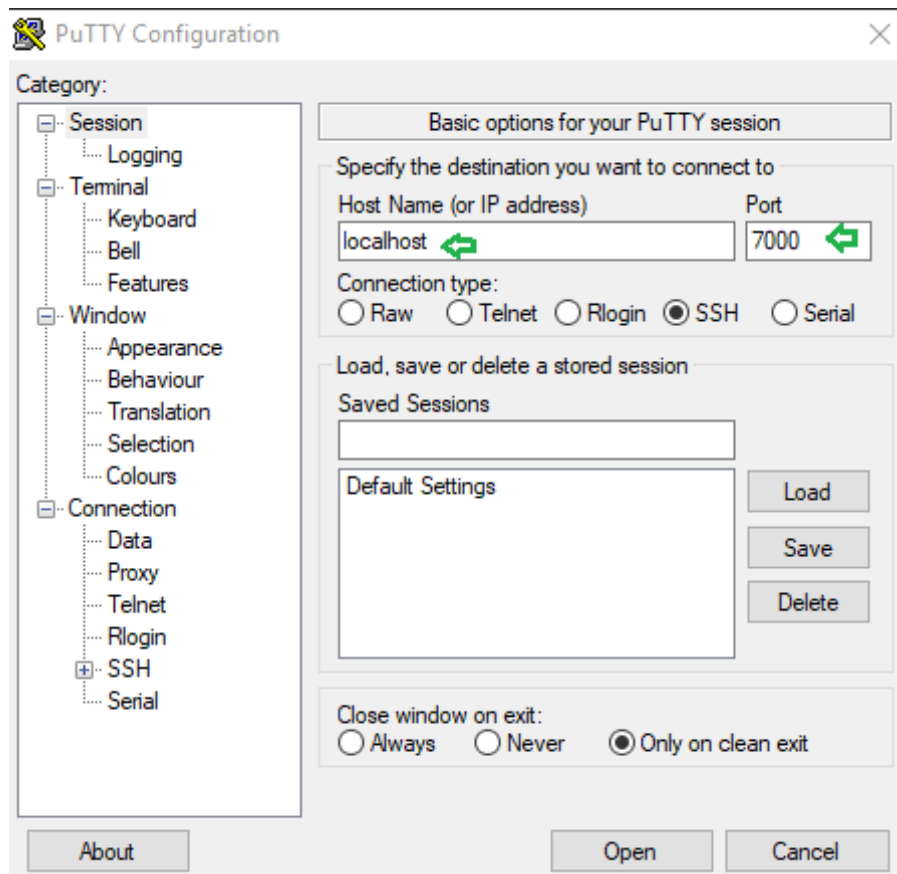 PuTTY Configuration
Category:
Session
Logging
Terminal
Keyboard
Bell
Features
Window
Appearance
Behaviour
Translation
Selection
Colours
Connection
Data
Proxy
Telnet
Rlogin
SSH
Serial
Basic options for your PuTTY session
Specify the destination you want to connect to
Host Name (or IP address) Port
localhost 7000
Connection type:
Raw Telnet Rlogin SSH Serial
Load, save or delete a stored session
Saved Sessions
Default Settings
Load
Save
Delete
Close window on exit:
Always Never Only on clean exit
About Open Cancel